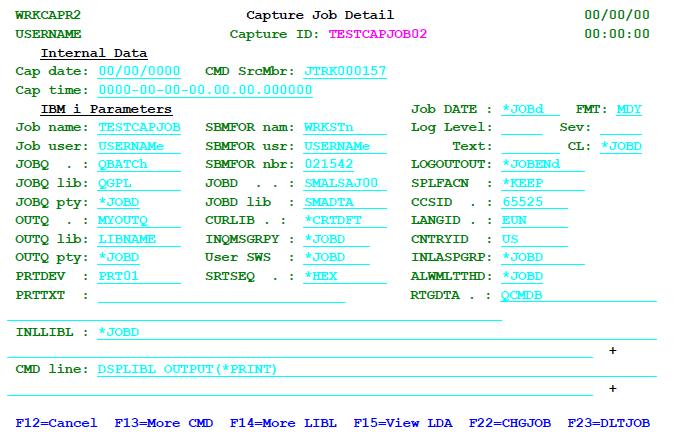 WRKCAPR2 Capture Job Detail 00/00/00
USERNAME Capture ID: TESTCAPJOB02 00:00:00
Internal Data
Cap date: 00/00/0000 CMD SrcMbr: JTRK000157
Cap time: 0000-00-00-00.00.00.000000
IBM i Parameters Job DATE : *JOBd FMT: MDY
Job name: TESTCAPJOB SBMFOR nam: WRKSTn Log Level: Sev:
Job user: USERNAMe SBMFOR usr: USERNAMe Text: CL: *JOBD
JOBQ . : QBATCh SBMFOR nbr: 021542 LOGOUTOUT: *JOBENd
JOBQ lib: QGPL JOBD . . : SMALSAJ00 SPLFACN : *KEEP
JOBQ pty: *JOBD JOBD lib : SMADTA CCSID . : 65525
OUTQ . : MYOUTQ CURLIB . : *CRTDFT LANGID . : EUN
OUTQ lib: LIBNAME INQMSGRPY : *JOBD CNTRYID : US
OUTQ pty: *JOBD User SWS : *JOBD INLASPGRP: *JOBD
PRTDEV : PRT01 SRTSEQ . : *HEX ALWMLTTHD: *JOBD
PRTTXT : RTGDTA . : QCMDB
INLLIBL : *JOBD
+
CMD line: DSPLIBL OUTPUT(*PRINT)
+
F12=Cancel F13=More CMD F14=More LIBL F15=View LDA F22=CHGJOB F23=DLTJOB